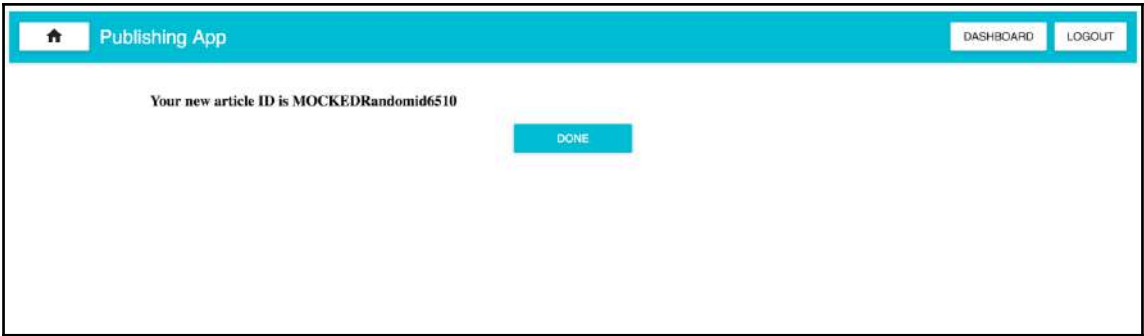 Publishing App
DASHBOARD
LOGOUT
Your new article ID is MOCKEDRandomid6510
DONE